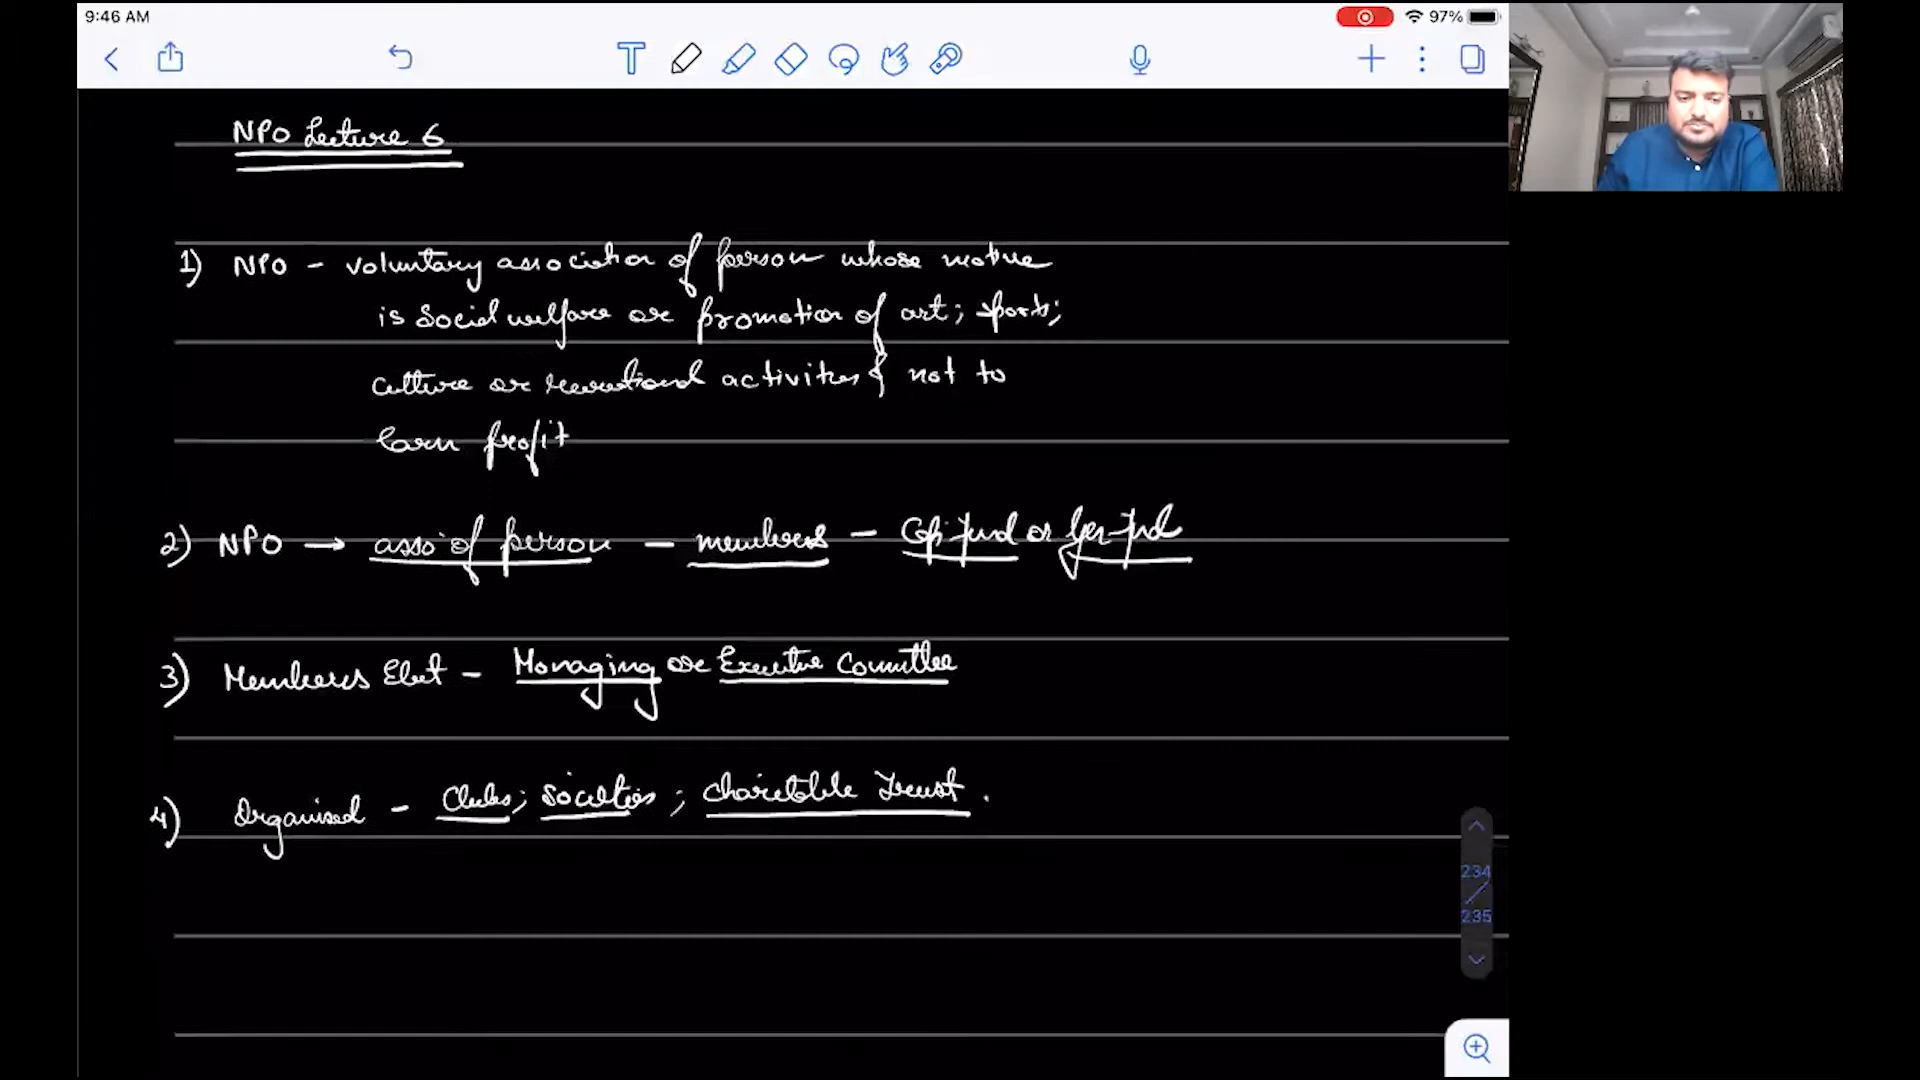 9:46 AM
97%
NPO Lecture 6
1) NPO - voluntary association of person whose motive
is social welfare or promotion of art; sports;
culture or recreational activities & not to
earn profit
2) NPO → asso' of person - members - Cap. Fund or Gen. Fnd
3) Members Elect - Managing or Executive Committee
4) Organised - Clubs; Societies; Charitable Trust.
234
235